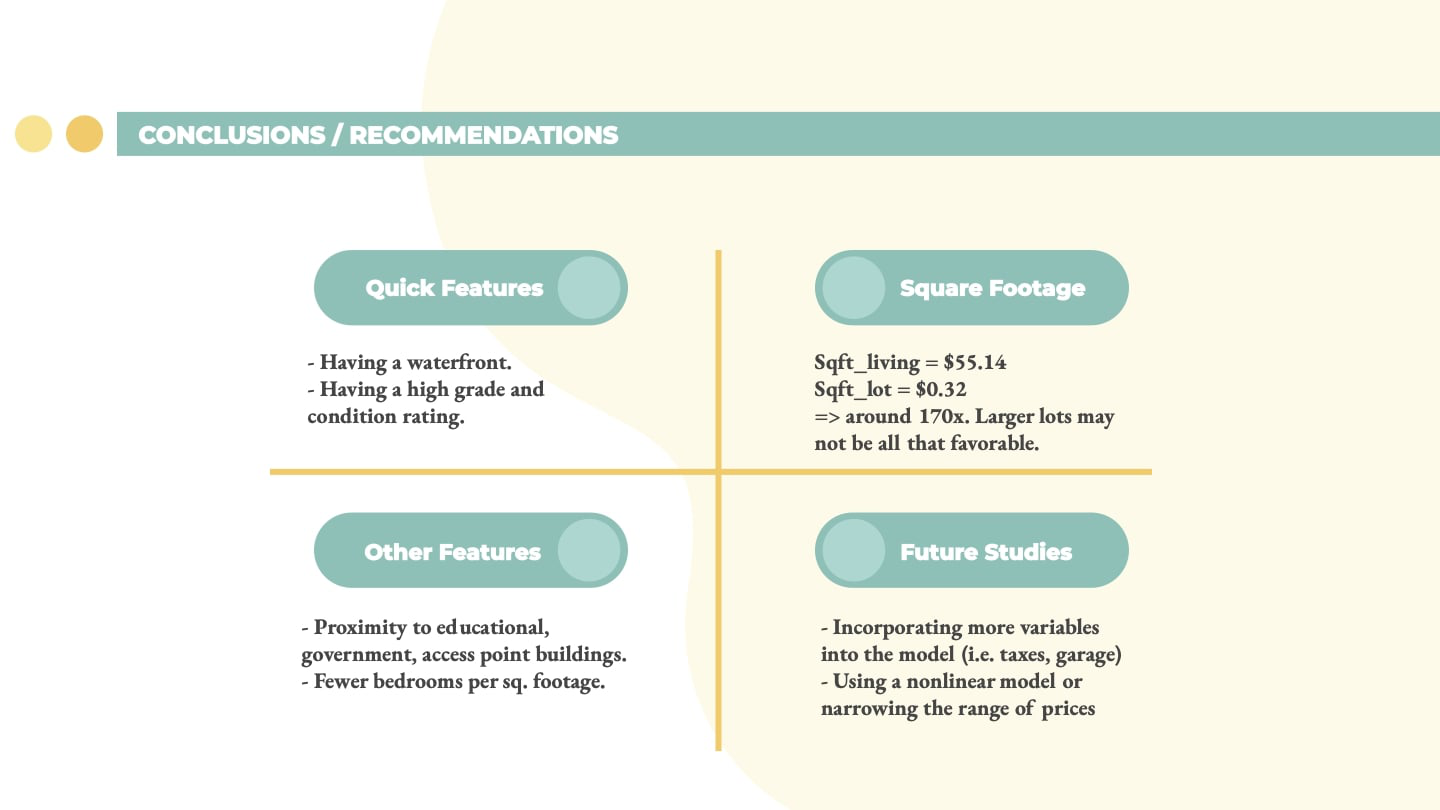 CONCLUSIONS / RECOMMENDATIONS
Quick Features
- Having a waterfront.
- Having a high grade and
condition rating.
Square Footage
Sqft_living = $55.14
Sqft_lot = $0.32
=> around 170x. Larger lots may
not be all that favorable.
Other Features
- Proximity to educational,
government, access point buildings.
- Fewer bedrooms per sq. footage.
Future Studies
- Incorporating more variables
into the model (i.e. taxes, garage)
- Using a nonlinear model or
narrowing the range of prices